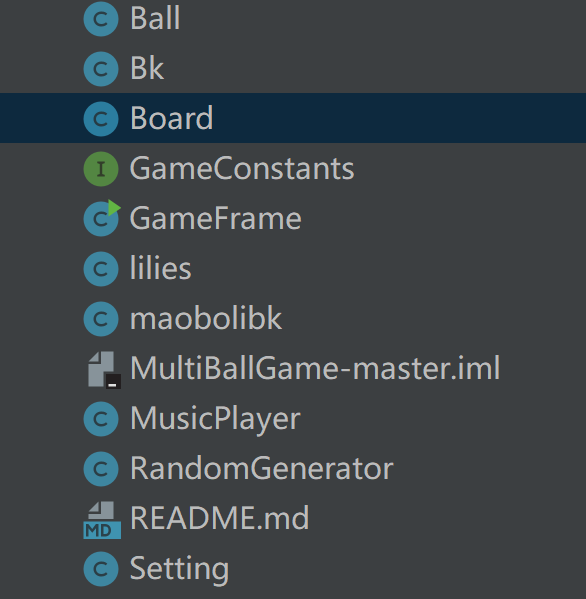 Ball
Bk
Board
GameConstants
GameFrame
lilies
maobolibk
MultiBallGame-master.iml
MusicPlayer
RandomGenerator
README.md
Setting